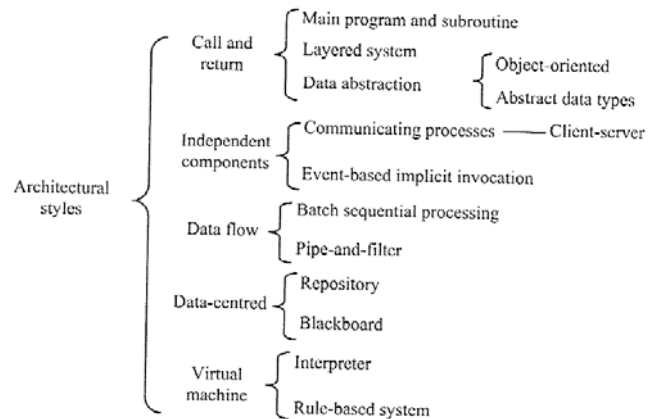 Main program and subroutine
Call and
return
Layered system
Data abstraction
Object-oriented
Abstract data types
Independent
components
Communicating processes
Client-server
Event-based implicit invocation
Architectural
styles
Data flow
Batch sequential processing
Pipe-and-filter
Data-centred
Repository
Blackboard
Virtual
machine
Interpreter
Rule-based system